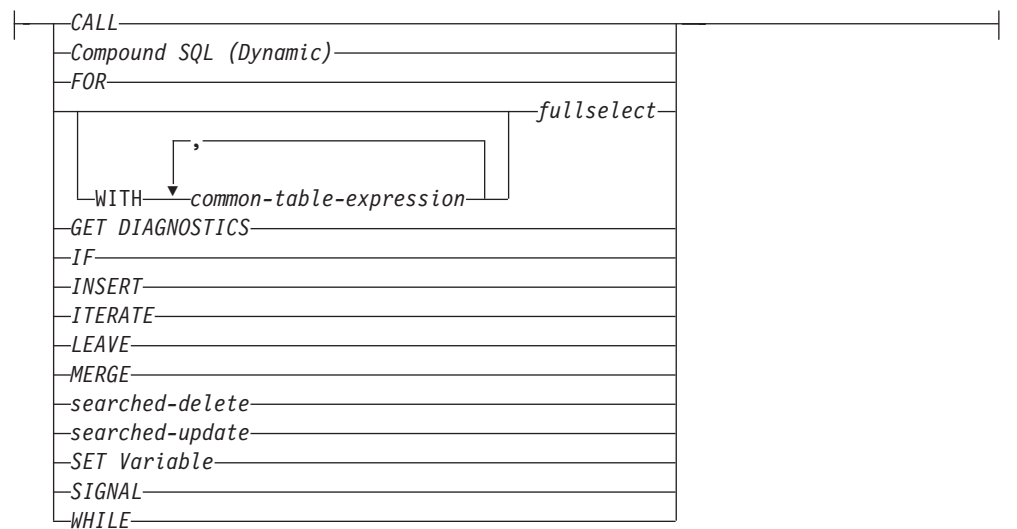 CALL
Compound SQL (Dynamic)
FOR
fullselect
,
WITH common-table-expression
GET DIAGNOSTICS
IF
INSERT
ITERATE
LEAVE
MERGE
searched-delete
searched-update
SET Variable
SIGNAL
WHILE